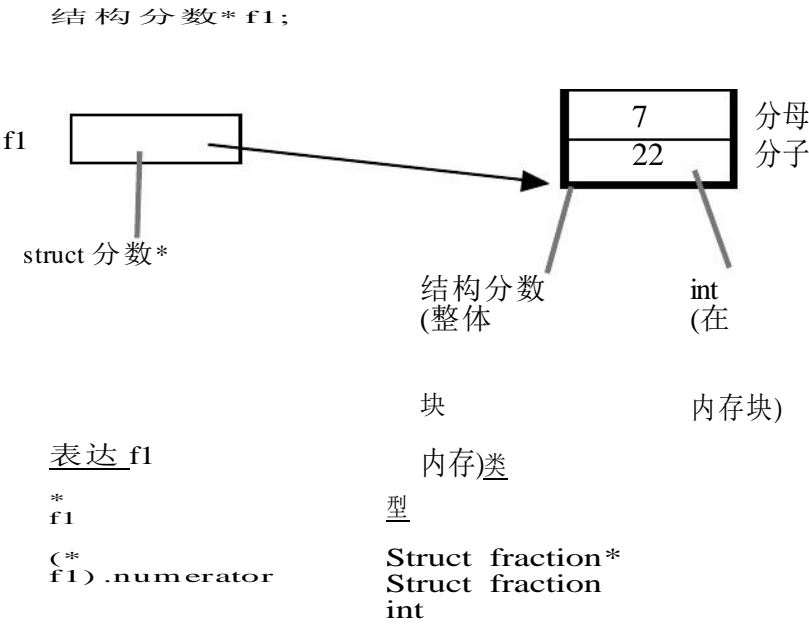 结构分数* f1;
7 分母
f1
22 分子
struct 分数*
结构分数 int
(整体 (在
块 内存块)
表达 f1
内存)类
*
f1
型
(*
f1) .numerator
Struct fraction*
Struct fraction
int